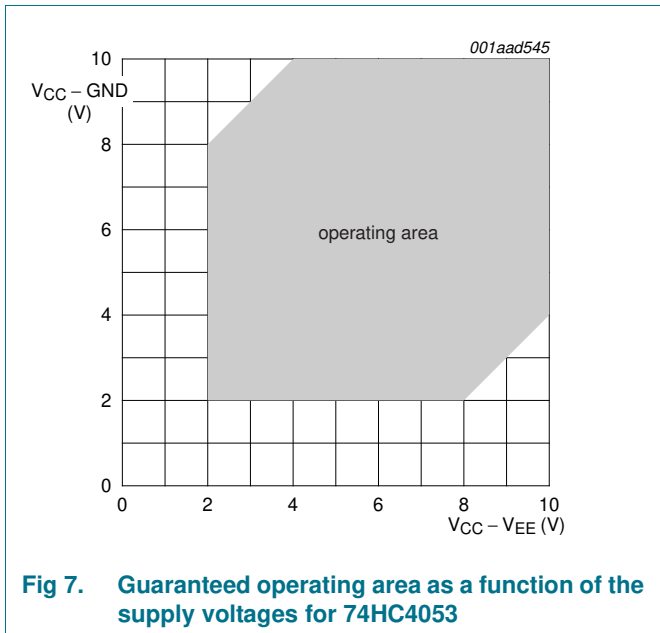 001aad545
10
VCC – GND
(V)
8
6
operating area
4
2
0
0 2 4 6 8 10
VCC – VEE (V)
Fig 7. Guaranteed operating area as a function of the
supply voltages for 74HC4053